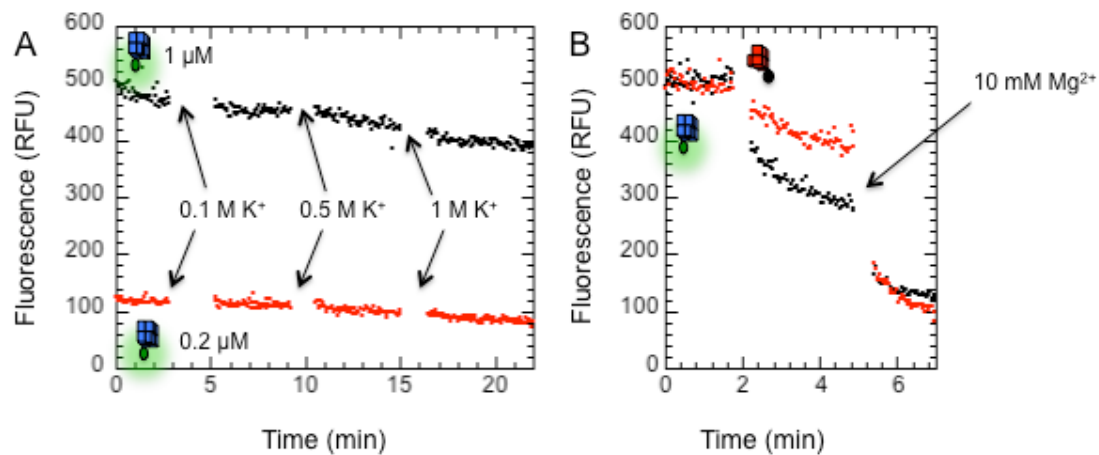 A
Fluorescence (RFU)
600
500
400
300
200
100
0
1 µM
0.1 M K⁺
0.5 M K⁺
1 M K⁺
0.2 µM
0
5
10
15
20
Time (min)
B
Fluorescence (RFU)
600
500
400
300
200
100
0
10 mM Mg²⁺
0
2
4
6
Time (min)